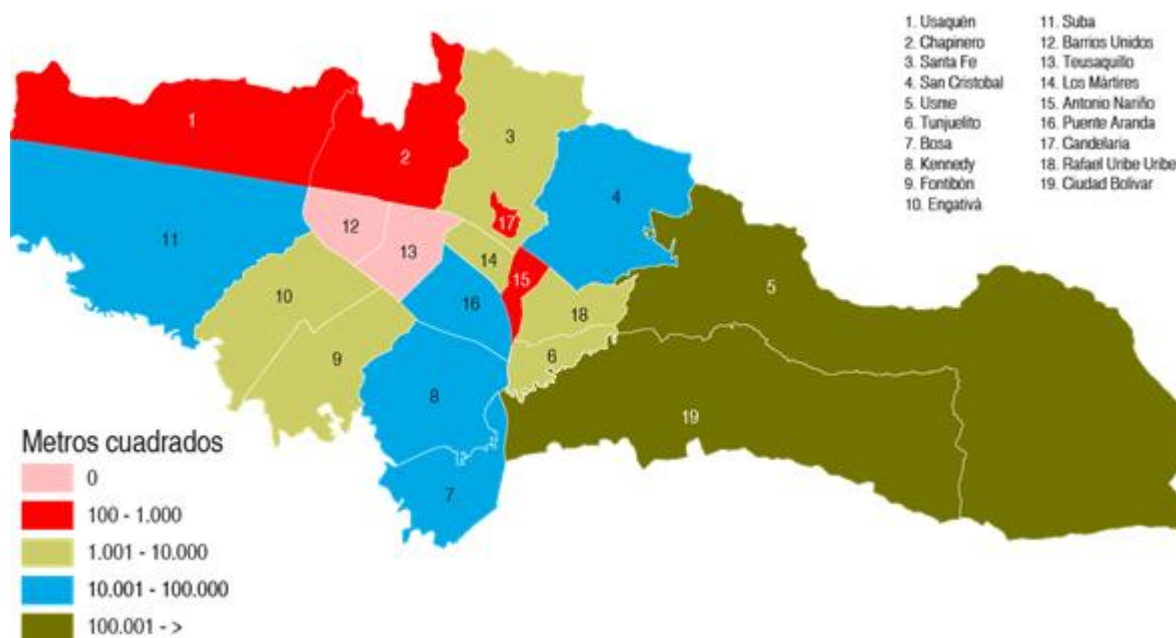 1. Usaquén
2. Chapinero
3. Santa Fe
4. San Cristobal
5. Usme
6. Tunjuelito
7. Bosa
8. Kennedy
9. Fontibón
10. Engativá
11. Suba
12. Barrios Unidos
13. Teusaquillo
14. Los Mártires
15. Antonio Nariño
16. Puente Aranda
17. Candelaria
18. Rafael Uribe Uribe
19. Ciudad Bolivar
1
2
3
4
17
12
13
11
14
15
10
16
5
18
9
6
8
19
7
Metros cuadrados
0
100 - 1.000
1.001 - 10.000
10.001 - 100.000
100.001 - >